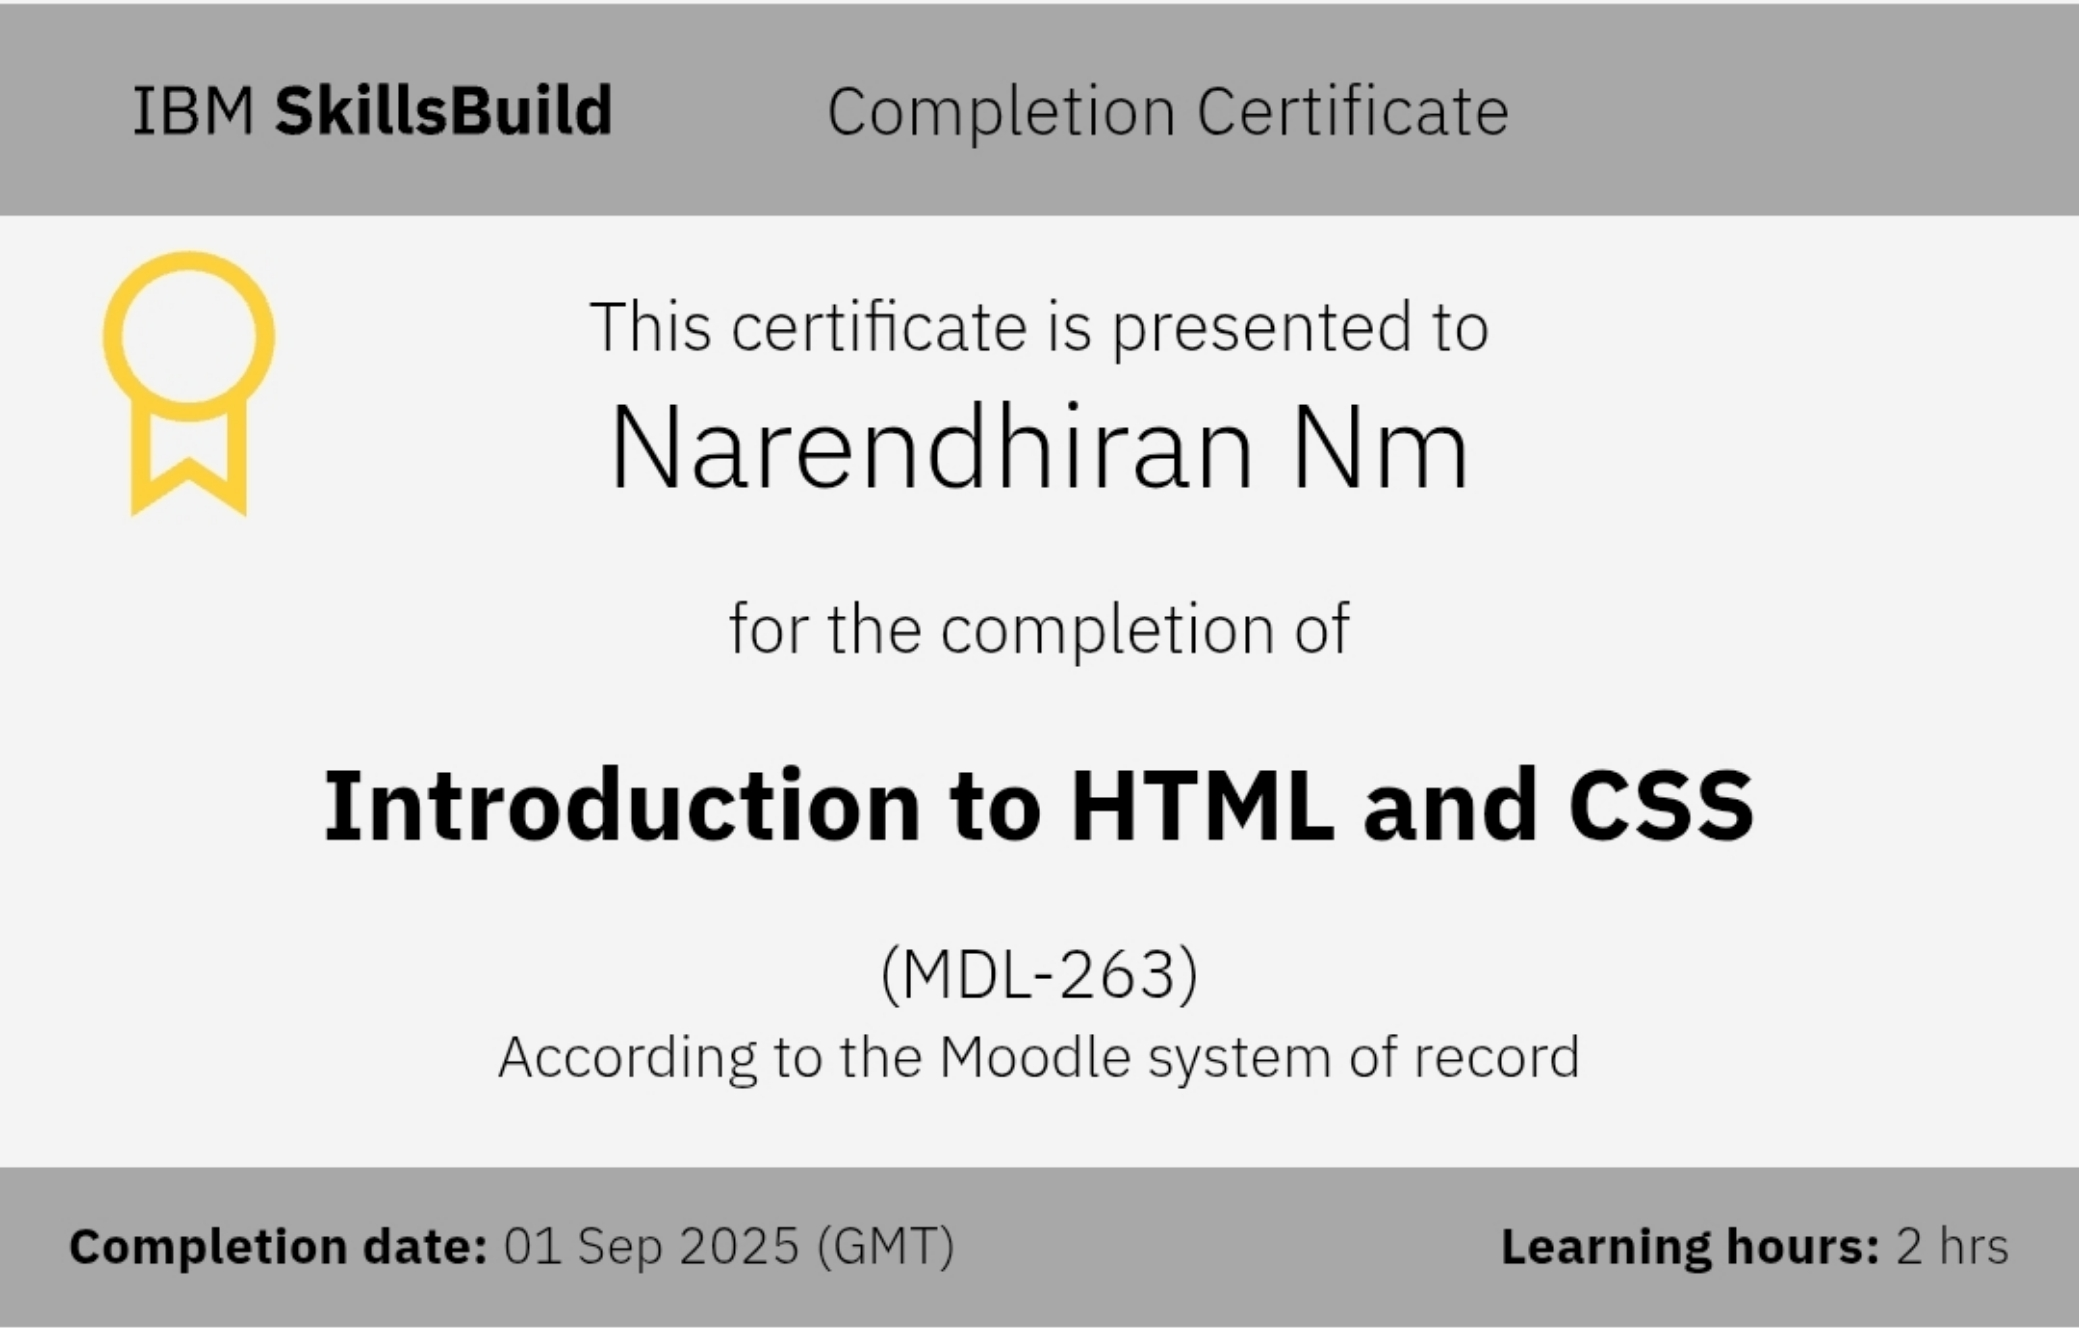 IBM SkillsBuild Completion Certificate
This certificate is presented to
Narendhiran Nm
for the completion of
Introduction to HTML and CSS
(MDL-263)
According to the Moodle system of record
Completion date: 01 Sep 2025 (GMT) Learning hours: 2 hrs